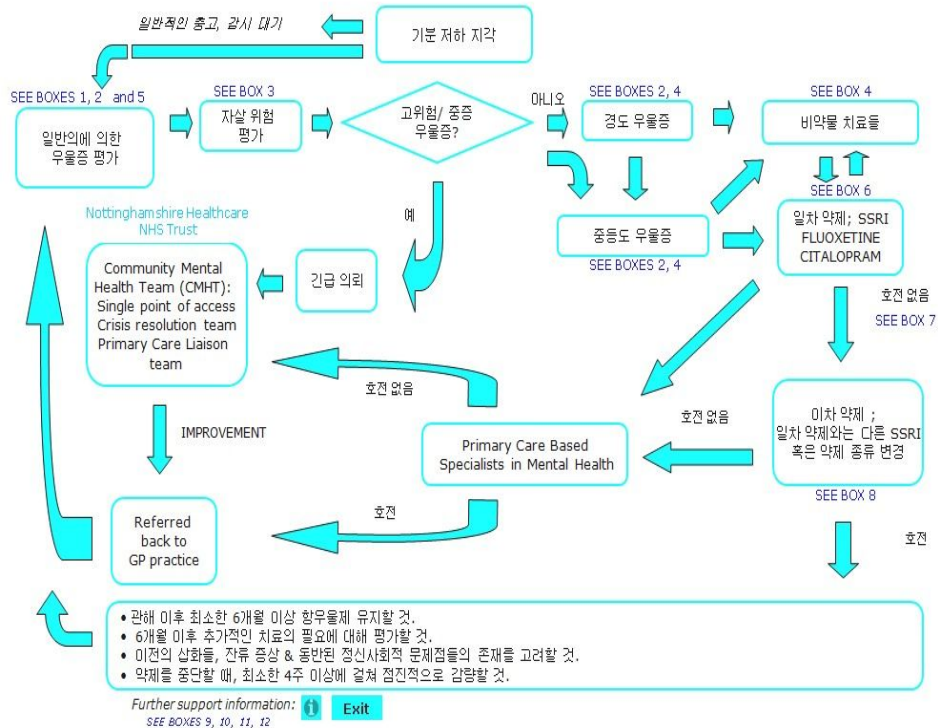 일반적인 충고, 감시 대기
기분 저하 지각
SEE BOXES 1, 2 and 5
일반의에 의한
우울증 평가
SEE BOX 3
자살 위험
평가
고위험/ 중증
우울증?
아니오
SEE BOXES 2, 4
경도 우울증
SEE BOX 4
비약물 치료들
예
중등도 우울증
SEE BOXES 2, 4
SEE BOX 6
일차 약제; SSRI
FLUOXETINE
CITALOPRAM
Nottinghamshire Healthcare
NHS Trust
Community Mental
Health Team (CMHT):
Single point of access
Crisis resolution team
Primary Care Liaison
team
긴급 의뢰
호전 없음
SEE BOX 7
호전 없음
호전 없음
이차 약제 ;
일차 약제와는 다른 SSRI
혹은 약제 종류 변경
SEE BOX 8
IMPROVEMENT
Primary Care Based
Specialists in Mental Health
호전
호전
Referred
back to
GP practice
• 관해 이후 최소한 6개월 이상 항우울제 유지할 것.
• 6개월 이후 추가적인 치료의 필요에 대해 평가할 것.
• 이전의 삽화들, 잔류 증상 & 동반된 정신사회적 문제점들의 존재를 고려할 것.
• 약제를 중단할 때, 최소한 4주 이상에 걸쳐 점진적으로 감량할 것.
Further support information: i Exit
SEE BOXES 9, 10, 11, 12